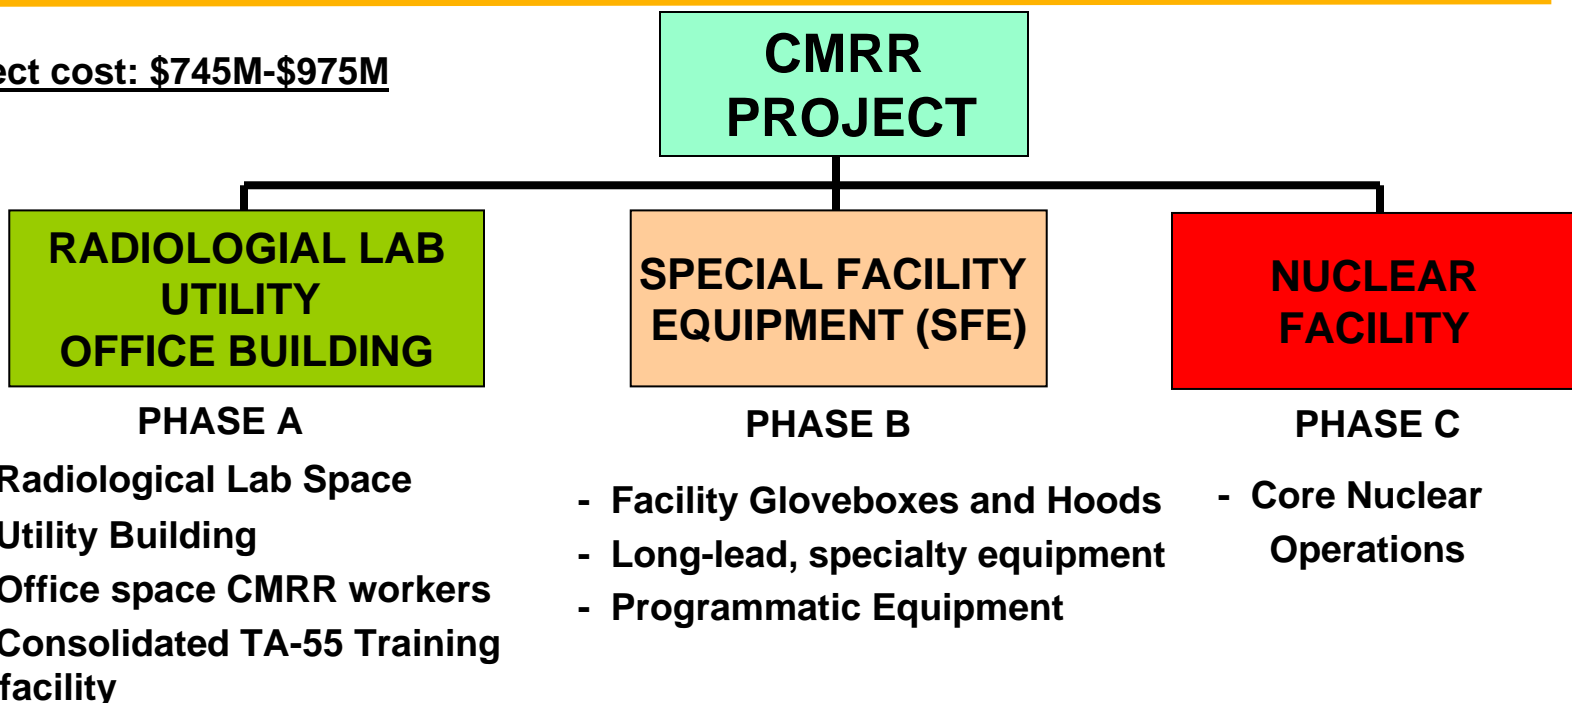 ect cost: $745M-$975M
CMRR
PROJECT
RADIOLOGIAL LAB
UTILITY
OFFICE BUILDING
PHASE A
Radiological Lab Space
Utility Building
Office space CMRR workers
Consolidated TA-55 Training
facility
SPECIAL FACILITY
EQUIPMENT (SFE)
PHASE B
- Facility Gloveboxes and Hoods
- Long-lead, specialty equipment
- Programmatic Equipment
NUCLEAR
FACILITY
PHASE C
- Core Nuclear
Operations